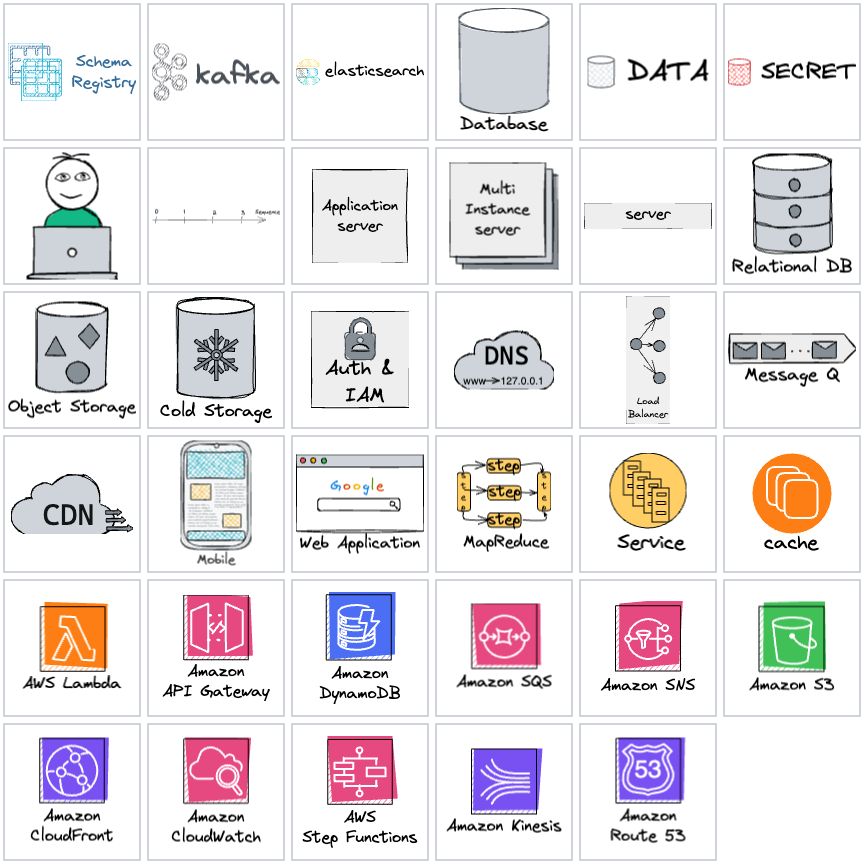 Schema
Registry
kafka
elasticsearch
Database
DATA
SECRET
0 1 2 3 Sequence
Application
server
Multi
Instance
server
server
Relational DB
Object Storage
Cold Storage
Auth &
IAM
DNS
www→127.0.0.1
Load
Balancer
Message Q
CDN
Mobile
Google
Web Application
step
step
step
step
step
MapReduce
Service
cache
AWS Lambda
Amazon
API Gateway
Amazon
DynamoDB
Amazon SQS
Amazon SNS
Amazon S3
Amazon
CloudFront
Amazon
CloudWatch
AWS
Step Functions
Amazon Kinesis
53
Amazon
Route 53